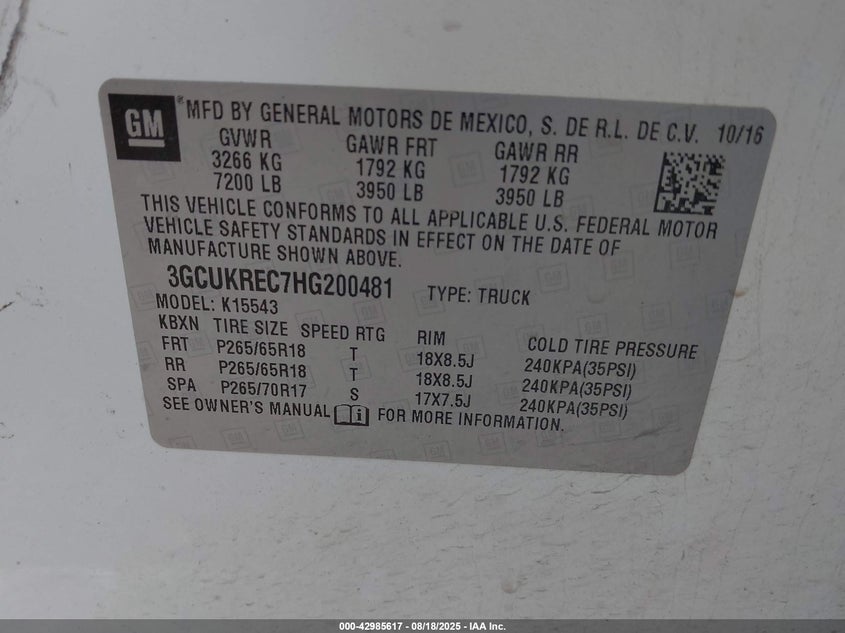 GM
® MFD BY GENERAL MOTORS DE MEXICO, S. DE R.L. DE C.V. 10/16
GVWR GAWR FRT GAWR RR
3266 KG 1792 KG 1792 KG
7200 LB 3950 LB 3950 LB
THIS VEHICLE CONFORMS TO ALL APPLICABLE U.S. FEDERAL MOTOR
VEHICLE SAFETY STANDARDS IN EFFECT ON THE DATE OF
MANUFACTURE SHOWN ABOVE.
3GCUKREC7HG200481 TYPE: TRUCK
MODEL: K15543
KBXN TIRE SIZE SPEED RTG RIM COLD TIRE PRESSURE
FRT P265/65R18 T 18X8.5J 240KPA(35PSI)
RR P265/65R18 T 18X8.5J 240KPA(35PSI)
SPA P265/70R17 S 17X7.5J 240KPA(35PSI)
SEE OWNER'S MANUAL FOR MORE INFORMATION.
000-42985617 - 08/18/2025 - IAA Inc.